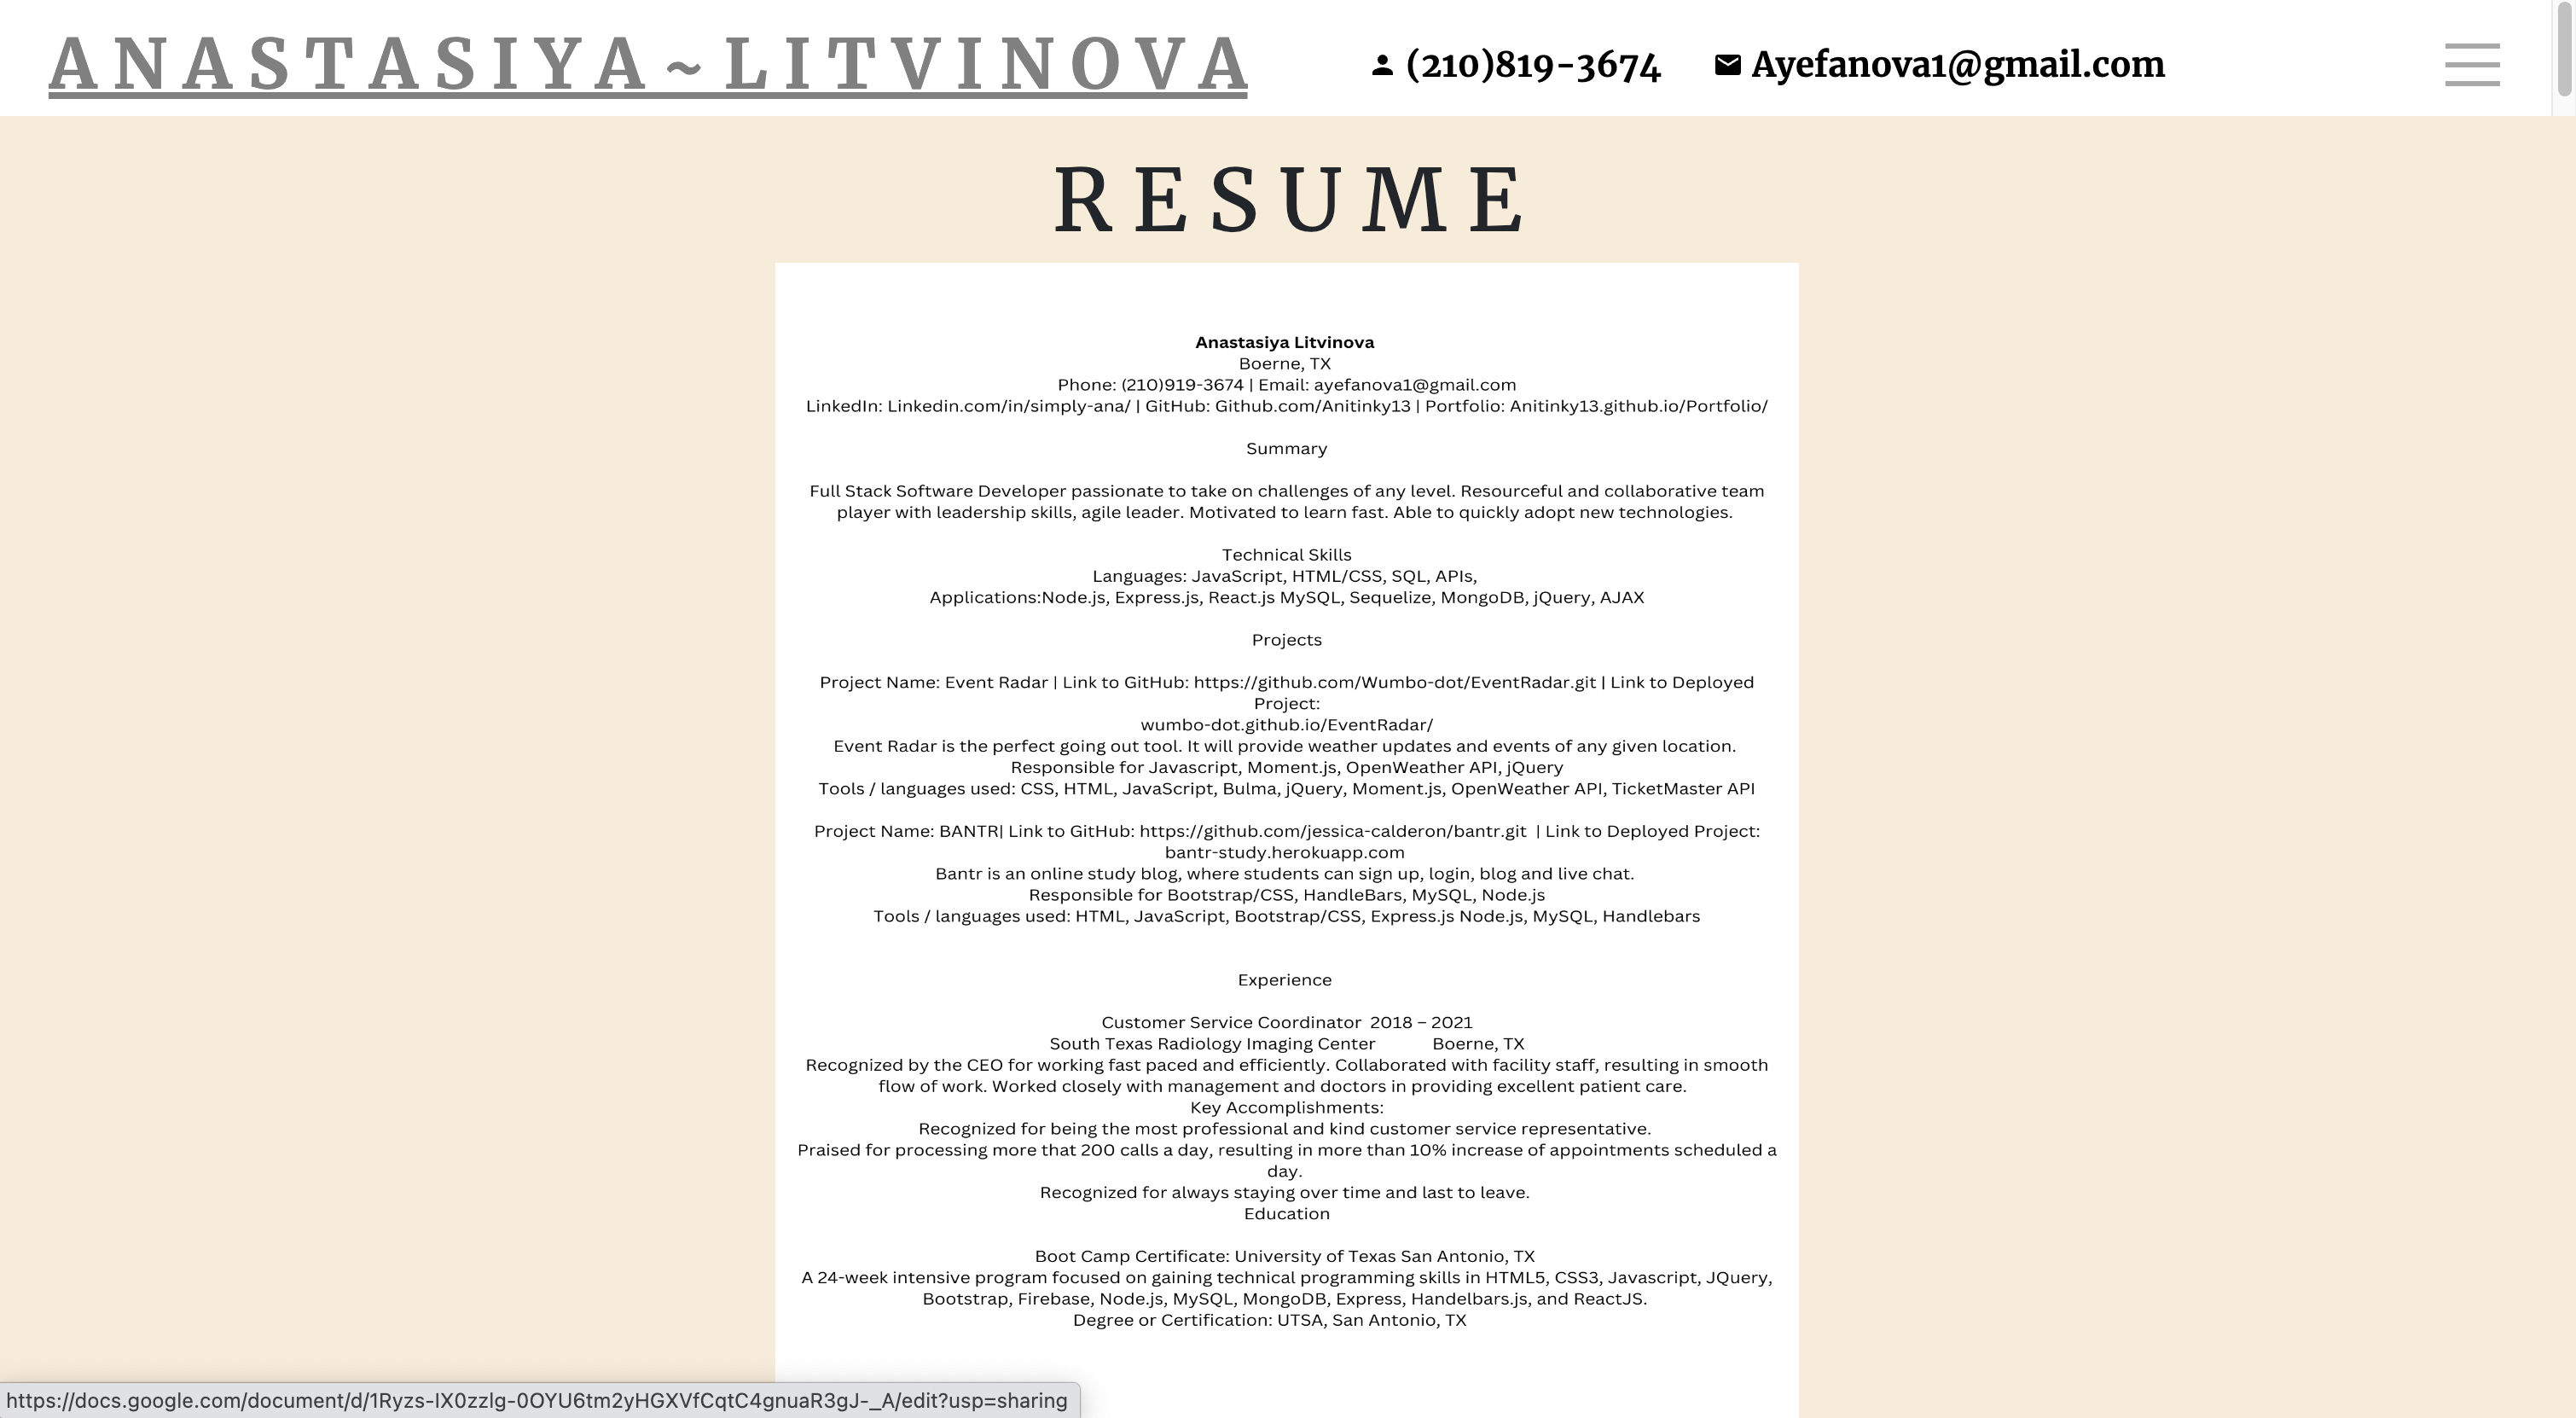 ANASTASIYA~LITVINOVA
(210)819-3674
Ayefanova1@gmail.com
RESUME
Anastasiya Litvinova
Boerne, TX
Phone: (210)919-3674 | Email: ayefanova1@gmail.com
LinkedIn: Linkedin.com/in/simply-ana/ | GitHub: Github.com/Anitinky13 | Portfolio: Anitinky13.github.io/Portfolio/
Summary
Full Stack Software Developer passionate to take on challenges of any level. Resourceful and collaborative team
player with leadership skills, agile leader. Motivated to learn fast. Able to quickly adopt new technologies.
Technical Skills
Languages: JavaScript, HTML/CSS, SQL, APIs,
Applications:Node.js, Express.js, React.js MySQL, Sequelize, MongoDB, jQuery, AJAX
Projects
Project Name: Event Radar | Link to GitHub: https://github.com/Wumbo-dot/EventRadar.git | Link to Deployed
Project:
wumbo-dot.github.io/EventRadar/
Event Radar is the perfect going out tool. It will provide weather updates and events of any given location.
Responsible for Javascript, Moment.js, OpenWeather API, jQuery
Tools / languages used: CSS, HTML, JavaScript, Bulma, jQuery, Moment.js, OpenWeather API, TicketMaster API
Project Name: BANTR| Link to GitHub: https://github.com/jessica-calderon/bantr.git | Link to Deployed Project:
bantr-study.herokuapp.com
Bantr is an online study blog, where students can sign up, login, blog and live chat.
Responsible for Bootstrap/CSS, HandleBars, MySQL, Node.js
Tools / languages used: HTML, JavaScript, Bootstrap/CSS, Express.js Node.js, MySQL, Handlebars
Experience
Customer Service Coordinator 2018 – 2021
South Texas Radiology Imaging Center Boerne, TX
Recognized by the CEO for working fast paced and efficiently. Collaborated with facility staff, resulting in smooth
flow of work. Worked closely with management and doctors in providing excellent patient care.
Key Accomplishments:
Recognized for being the most professional and kind customer service representative.
Praised for processing more that 200 calls a day, resulting in more than 10% increase of appointments scheduled a
day.
Recognized for always staying over time and last to leave.
Education
Boot Camp Certificate: University of Texas San Antonio, TX
A 24-week intensive program focused on gaining technical programming skills in HTML5, CSS3, Javascript, JQuery,
Bootstrap, Firebase, Node.js, MySQL, MongoDB, Express, Handelbars.js, and ReactJS.
Degree or Certification: UTSA, San Antonio, TX
https://docs.google.com/document/d/1Ryzs-IX0zzlg-0OYU6tm2yHGXVfCqtC4gnuaR3gJ-_A/edit?usp=sharing